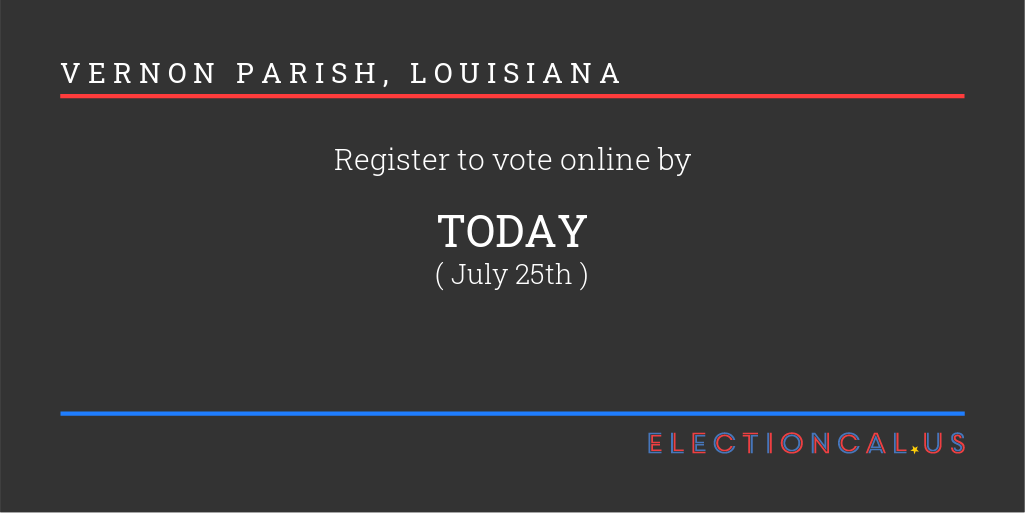 VERNON PARISH, LOUISIANA
Register to vote online by
TODAY
( July 25th )
ELECTIONCAL.US